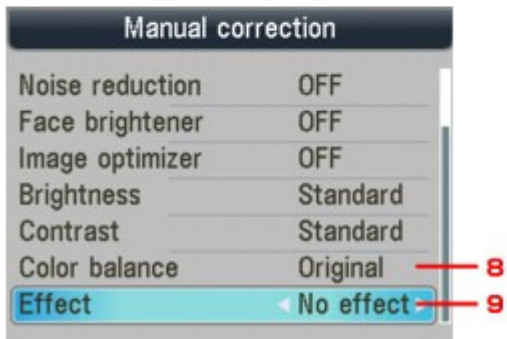 Manual correction
Noise reduction OFF
Face brightener OFF
Image optimizer OFF
Brightness Standard
Contrast Standard
Color balance Original 8
Effect No effect 9